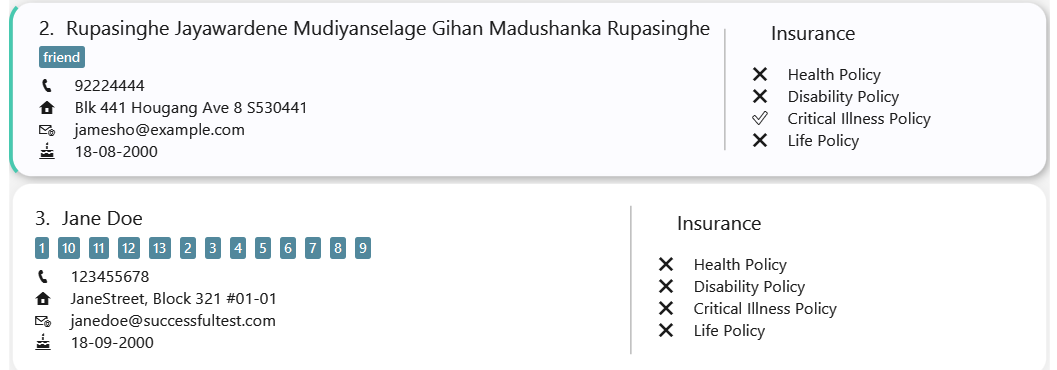 2. Rupasinghe Jayawardene Mudiyanselage Gihan Madushanka Rupasinghe
friend
92224444
Blk 441 Hougang Ave 8 S530441
jamesho@example.com
18-08-2000
Insurance
Health Policy
Disability Policy
Critical Illness Policy
Life Policy
3. Jane Doe
1 10 11 12 13 2 3 4 5 6 7 8 9
123455678
JaneStreet, Block 321 #01-01
janedoe@successfultest.com
18-09-2000
Insurance
Health Policy
Disability Policy
Critical Illness Policy
Life Policy